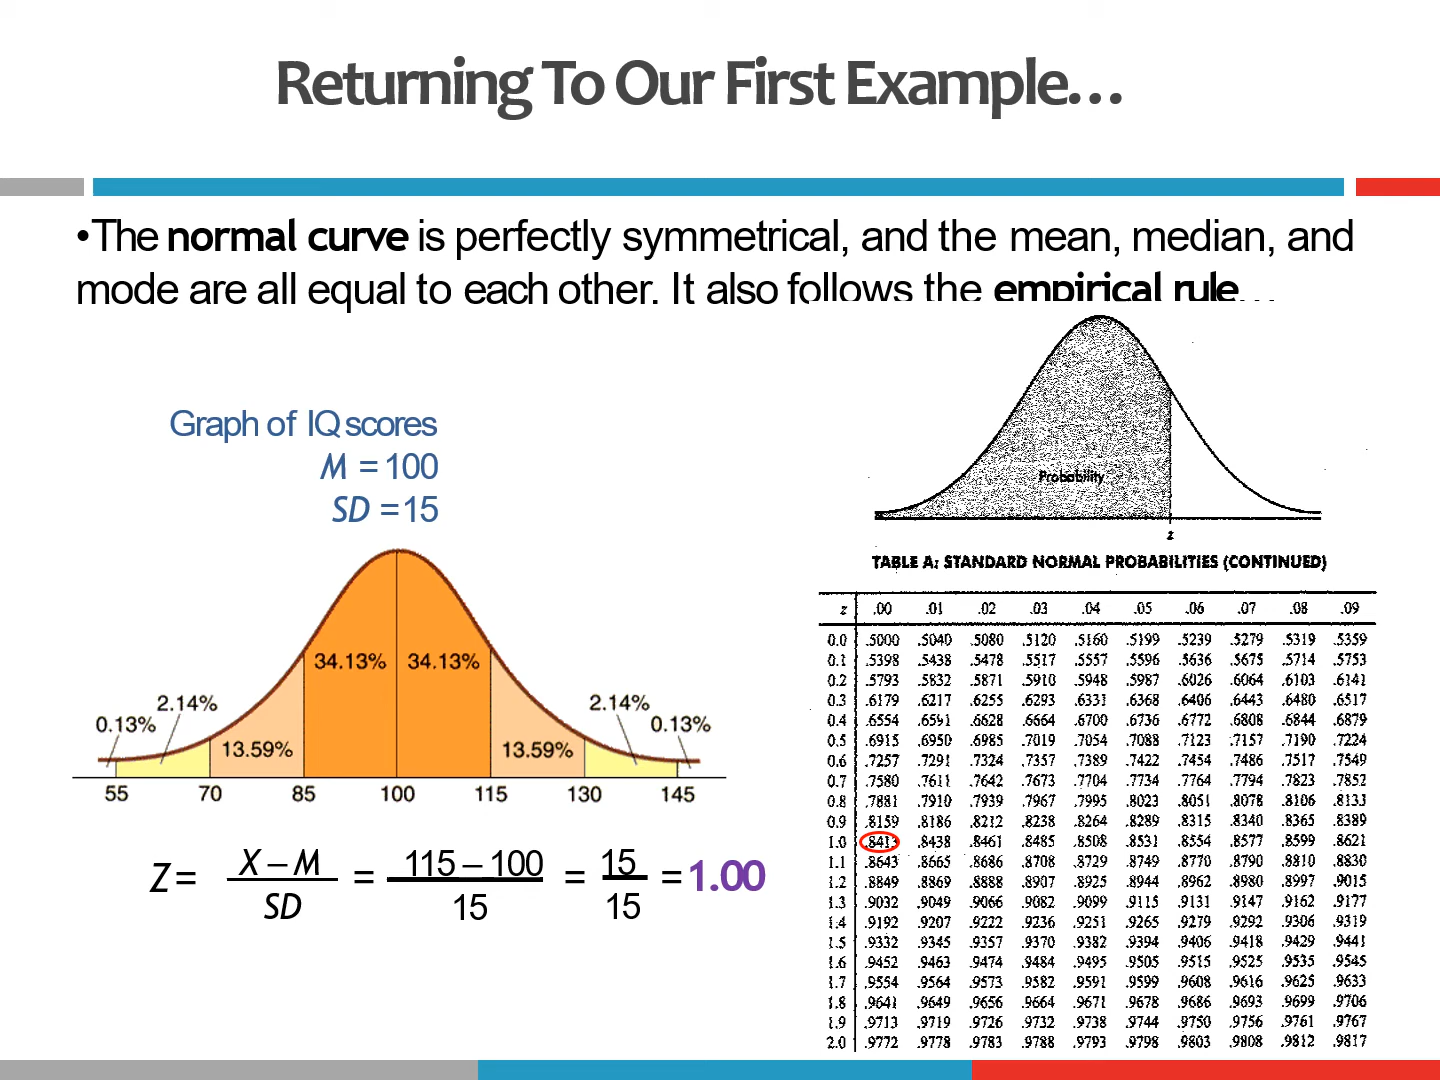 Returning To Our First Example…
•The normal curve is perfectly symmetrical, and the mean, median, and
mode are all equal to each other. It also follows the empirical rule…
Graph of IQ scores
M = 100
SD = 15
34.13% 34.13%
2.14% 2.14%
0.13% 0.13%
13.59% 13.59%
55 70 85 100 115 130 145
Z = X – M = 115 – 100 = 15 = 1.00
SD 15 15
Probability
z
TABLE A: STANDARD NORMAL PROBABILITIES (CONTINUED)
z .00 .01 .02 .03 .04 .05 .06 .07 .08 .09
0.0 .5000 .5040 .5080 .5120 .5160 .5199 .5239 .5279 .5319 .5359
0.1 .5398 .5438 .5478 .5517 .5557 .5596 .5636 .5675 .5714 .5753
0.2 .5793 .5832 .5871 .5910 .5948 .5987 .6026 .6064 .6103 .6141
0.3 .6179 .6217 .6255 .6293 .6331 .6368 .6406 .6443 .6480 .6517
0.4 .6554 .6591 .6628 .6664 .6700 .6736 .6772 .6808 .6844 .6879
0.5 .6915 .6950 .6985 .7019 .7054 .7088 .7123 .7157 .7190 .7224
0.6 .7257 .7291 .7324 .7357 .7389 .7422 .7454 .7486 .7517 .7549
0.7 .7580 .7611 .7642 .7673 .7704 .7734 .7764 .7794 .7823 .7852
0.8 .7881 .7910 .7939 .7967 .7995 .8023 .8051 .8078 .8106 .8133
0.9 .8159 .8186 .8212 .8238 .8264 .8289 .8315 .8340 .8365 .8389
1.0 .8413 .8438 .8461 .8485 .8508 .8531 .8554 .8577 .8599 .8621
1.1 .8643 .8665 .8686 .8708 .8729 .8749 .8770 .8790 .8810 .8830
1.2 .8849 .8869 .8888 .8907 .8925 .8944 .8962 .8980 .8997 .9015
1.3 .9032 .9049 .9066 .9082 .9099 .9115 .9131 .9147 .9162 .9177
1.4 .9192 .9207 .9222 .9236 .9251 .9265 .9279 .9292 .9306 .9319
1.5 .9332 .9345 .9357 .9370 .9382 .9394 .9406 .9418 .9429 .9441
1.6 .9452 .9463 .9474 .9484 .9495 .9505 .9515 .9525 .9535 .9545
1.7 .9554 .9564 .9573 .9582 .9591 .9599 .9608 .9616 .9625 .9633
1.8 .9641 .9649 .9656 .9664 .9671 .9678 .9686 .9693 .9699 .9706
1.9 .9713 .9719 .9726 .9732 .9738 .9744 .9750 .9756 .9761 .9767
2.0 .9772 .9778 .9783 .9788 .9793 .9798 .9803 .9808 .9812 .9817